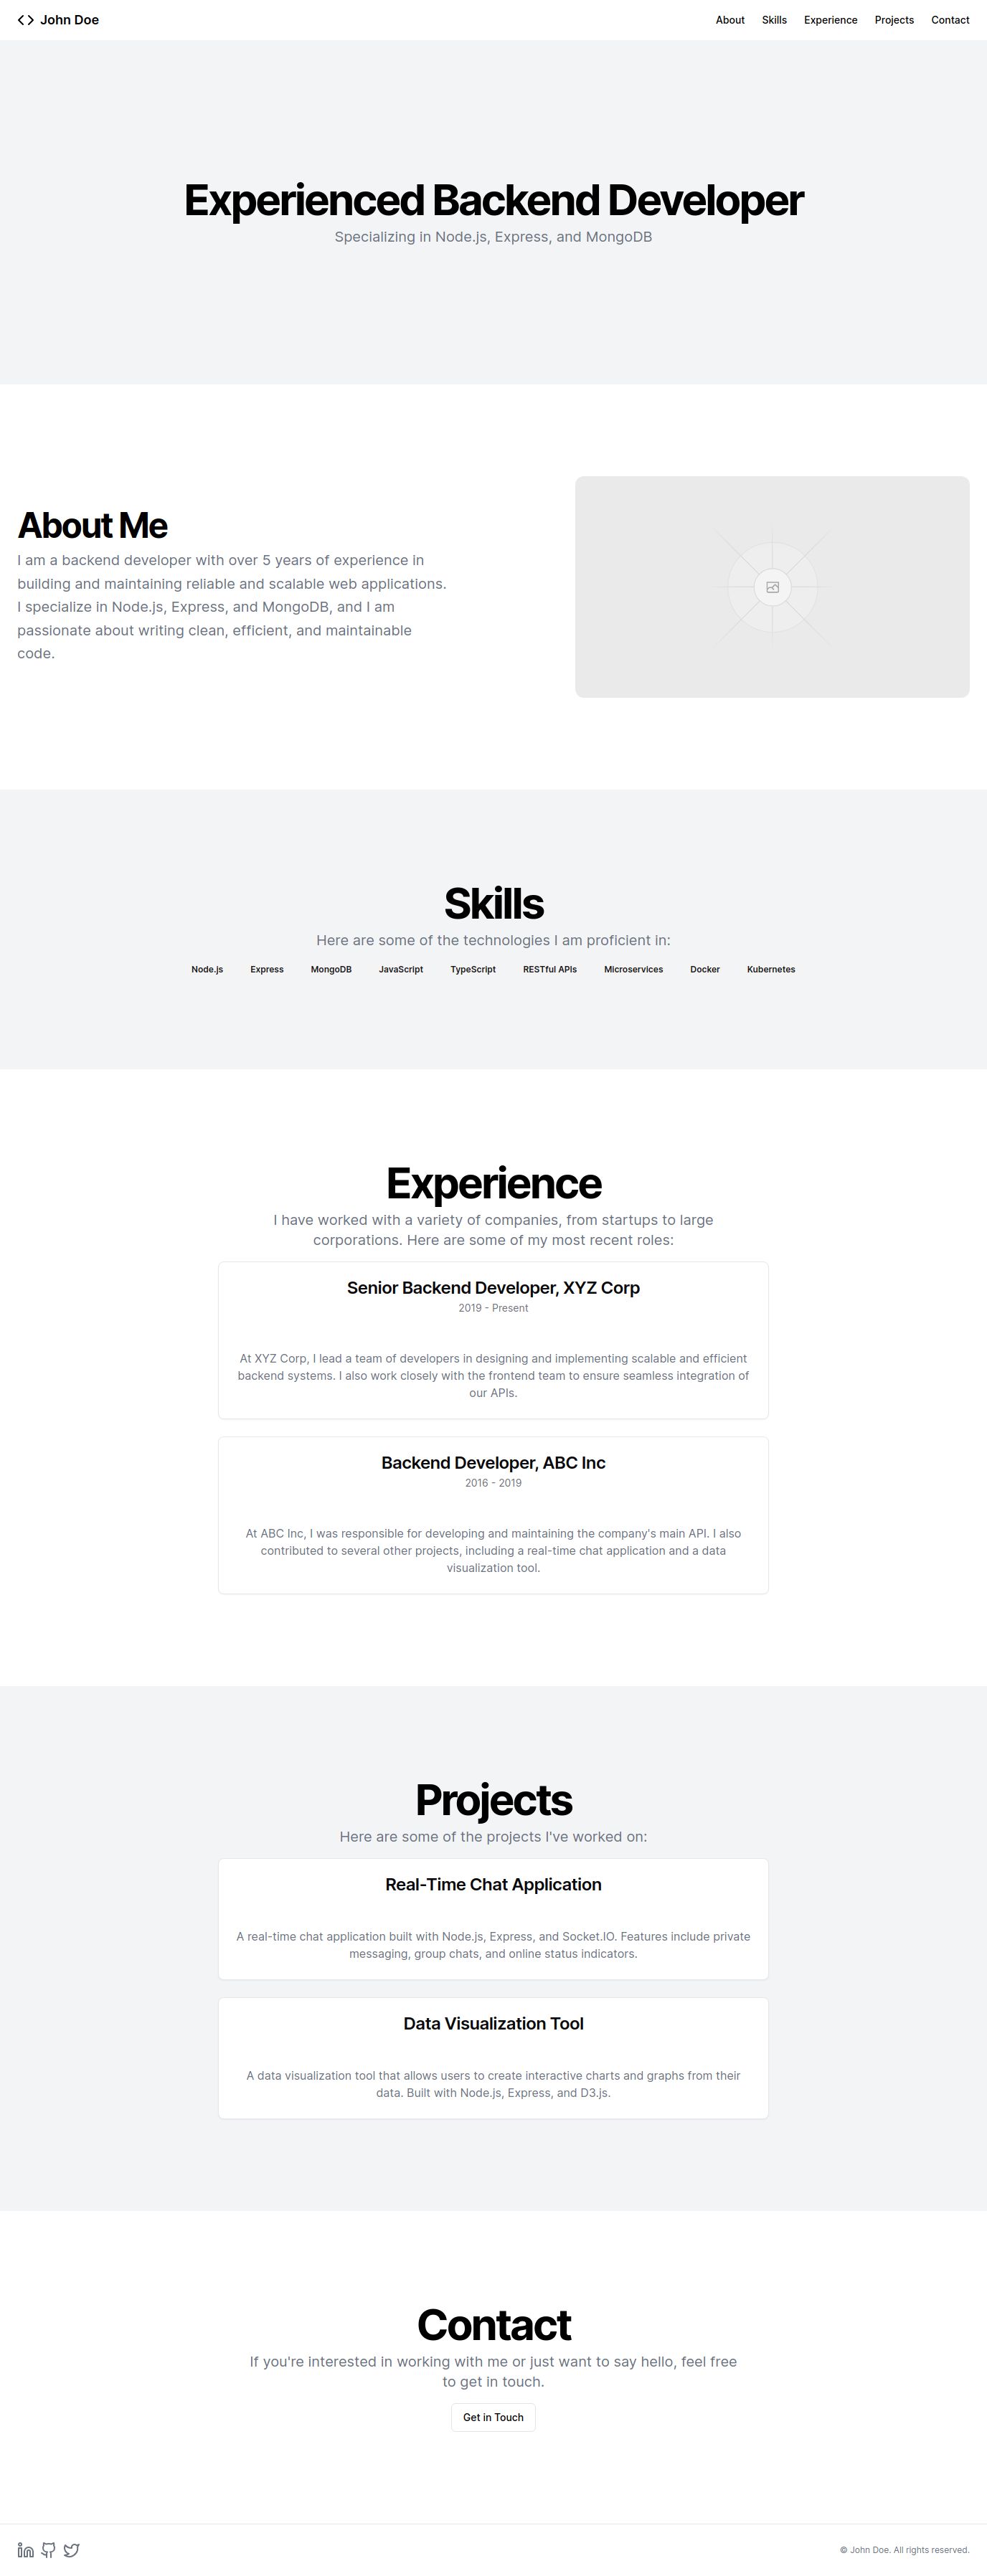 John Doe
About Skills Experience Projects Contact
Experienced Backend Developer
Specializing in Node.js, Express, and MongoDB
About Me
I am a backend developer with over 5 years of experience in
building and maintaining reliable and scalable web applications.
I specialize in Node.js, Express, and MongoDB, and I am
passionate about writing clean, efficient, and maintainable
code.
Skills
Here are some of the technologies I am proficient in:
Node.js Express MongoDB JavaScript TypeScript RESTful APIs Microservices Docker Kubernetes
Experience
I have worked with a variety of companies, from startups to large
corporations. Here are some of my most recent roles:
Senior Backend Developer, XYZ Corp
2019 - Present
At XYZ Corp, I lead a team of developers in designing and implementing scalable and efficient
backend systems. I also work closely with the frontend team to ensure seamless integration of
our APIs.
Backend Developer, ABC Inc
2016 - 2019
At ABC Inc, I was responsible for developing and maintaining the company's main API. I also
contributed to several other projects, including a real-time chat application and a data
visualization tool.
Projects
Here are some of the projects I've worked on:
Real-Time Chat Application
A real-time chat application built with Node.js, Express, and Socket.IO. Features include private
messaging, group chats, and online status indicators.
Data Visualization Tool
A data visualization tool that allows users to create interactive charts and graphs from their
data. Built with Node.js, Express, and D3.js.
Contact
If you're interested in working with me or just want to say hello, feel free
to get in touch.
Get in Touch
© John Doe. All rights reserved.